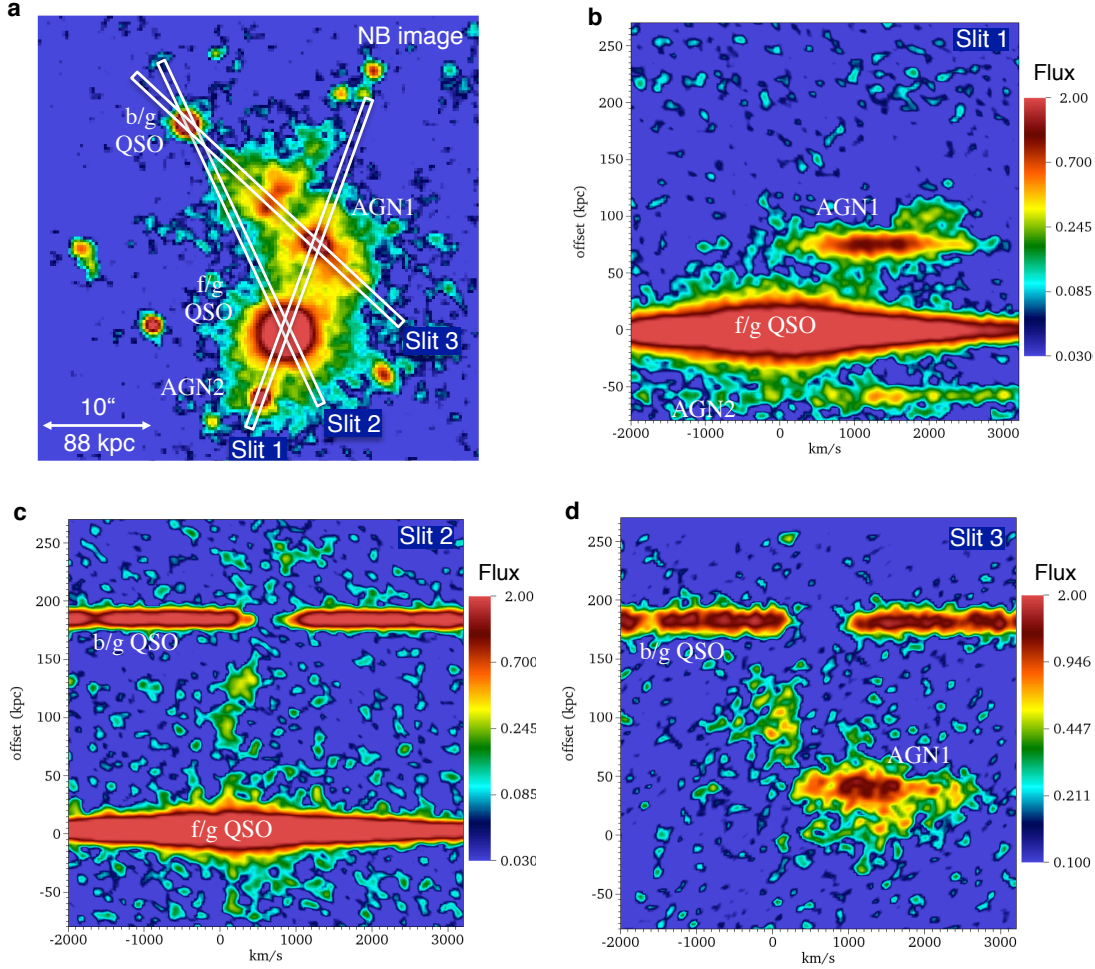 a
NB image
b/g
QSO
AGN1
f/g
QSO
AGN2
Slit 3
Slit 2
Slit 1
10“
88 kpc
b
Slit 1
Flux
AGN1
f/g QSO
AGN2
offset (kpc)
250
200
150
100
50
0
-50
-2000 -1000 0 1000 2000 3000
km/s
2.00
0.700
0.245
0.085
0.030
c
Slit 2
Flux
b/g QSO
f/g QSO
offset (kpc)
250
200
150
100
50
0
-50
-2000 -1000 0 1000 2000 3000
km/s
2.00
0.700
0.245
0.085
0.030
d
Slit 3
Flux
b/g QSO
AGN1
offset (kpc)
250
200
150
100
50
0
-50
-2000 -1000 0 1000 2000 3000
km/s
2.00
0.946
0.447
0.211
0.100